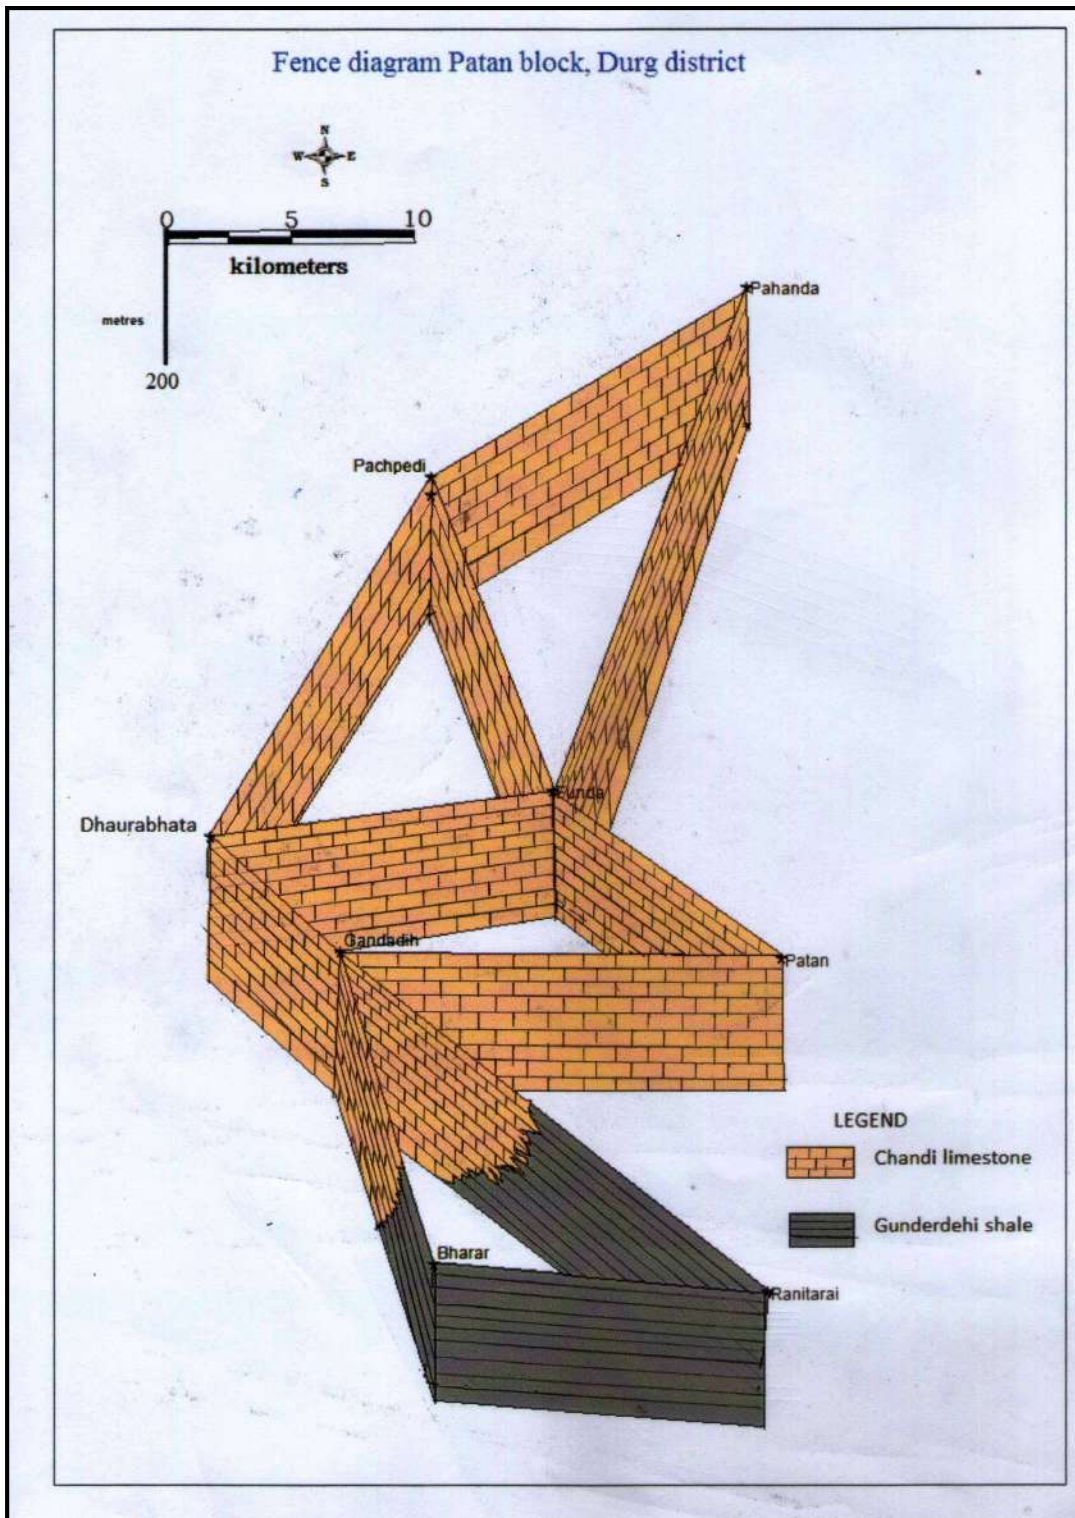 Fence diagram Patan block, Durg district
N
W E
S
0 5 10
kilometers
metres
200
Pahanda
Pachpedi
Funda
Dhaurabhata
Gandadih
Patan
LEGEND
Chandi limestone
Gunderdehi shale
Bharar
Ranitarai